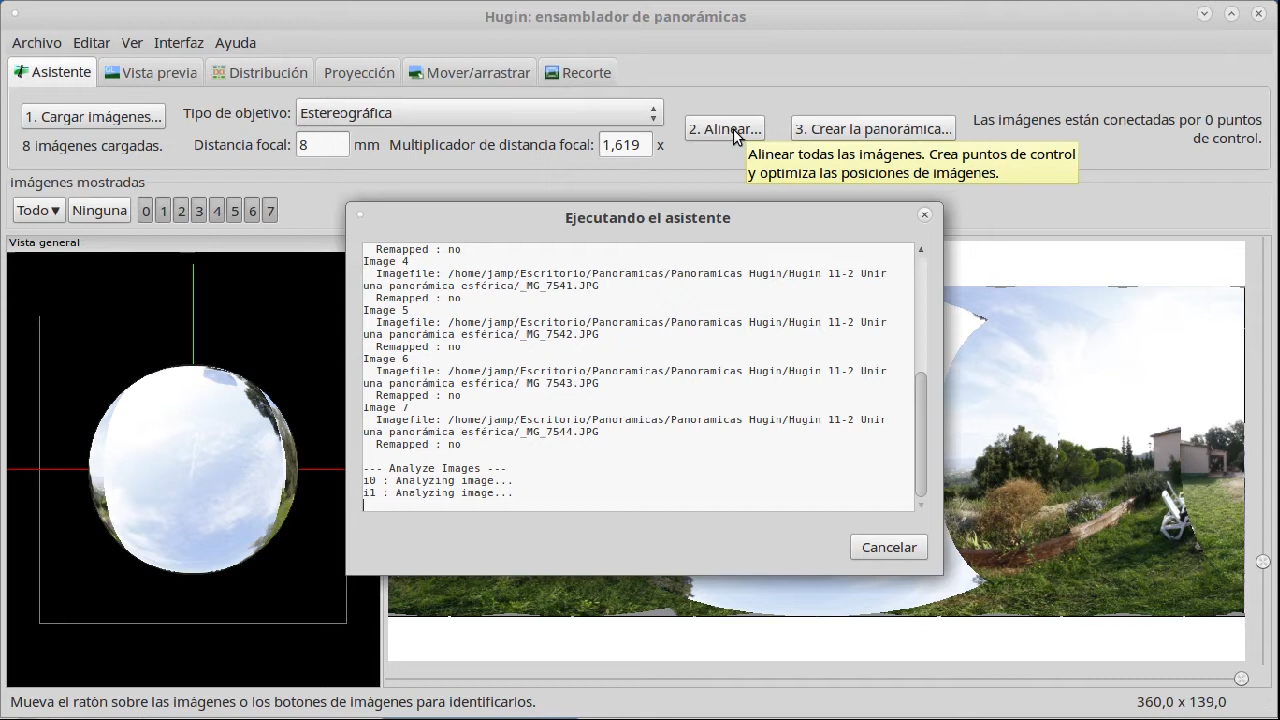 Hugin: ensamblador de panorámicas
Archivo Editar Ver Interfaz Ayuda
Asistente Vista previa Distribución Proyección Mover/arrastrar Recorte
1. Cargar imágenes...
Tipo de objetivo: Estereográfica
2. Alinear...
3. Crear la panorámica...
Las imágenes están conectadas por 0 puntos
de control.
8 imágenes cargadas.
Distancia focal: 8 mm Multiplicador de distancia focal: 1,619 x
Alinear todas las imágenes. Crea puntos de control
y optimiza las posiciones de imágenes.
Imágenes mostradas
Todo Ninguna 0 1 2 3 4 5 6 7
Vista general
Ejecutando el asistente
Remapped : no
Image 4
Imagefile: /home/jamp/Escritorio/Panoramicas/Panoramicas Hugin/Hugin 11-2 Unir
una panorámica esférica/_MG_7541.JPG
Remapped : no
Image 5
Imagefile: /home/jamp/Escritorio/Panoramicas/Panoramicas Hugin/Hugin 11-2 Unir
una panorámica esférica/_MG_7542.JPG
Remapped : no
Image 6
Imagefile: /home/jamp/Escritorio/Panoramicas/Panoramicas Hugin/Hugin 11-2 Unir
una panorámica esférica/_MG_7543.JPG
Remapped : no
Image 7
Imagefile: /home/jamp/Escritorio/Panoramicas/Panoramicas Hugin/Hugin 11-2 Unir
una panorámica esférica/_MG_7544.JPG
Remapped : no
--- Analyze Images ---
i0 : Analyzing image...
i1 : Analyzing image...
Cancelar
Mueva el ratón sobre las imágenes o los botones de imágenes para identificarlos.
360,0 x 139,0